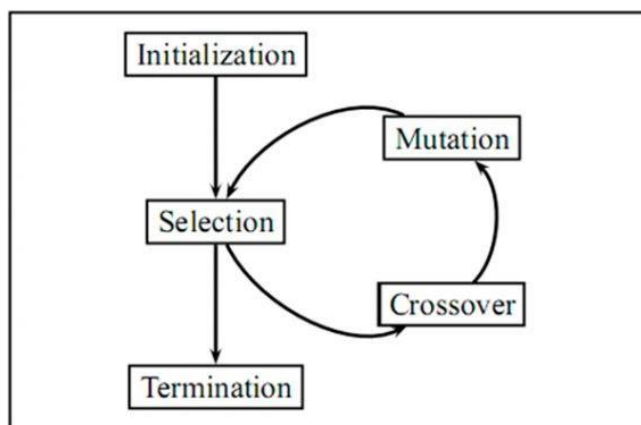 Initialization
Mutation
Selection
Crossover
Termination